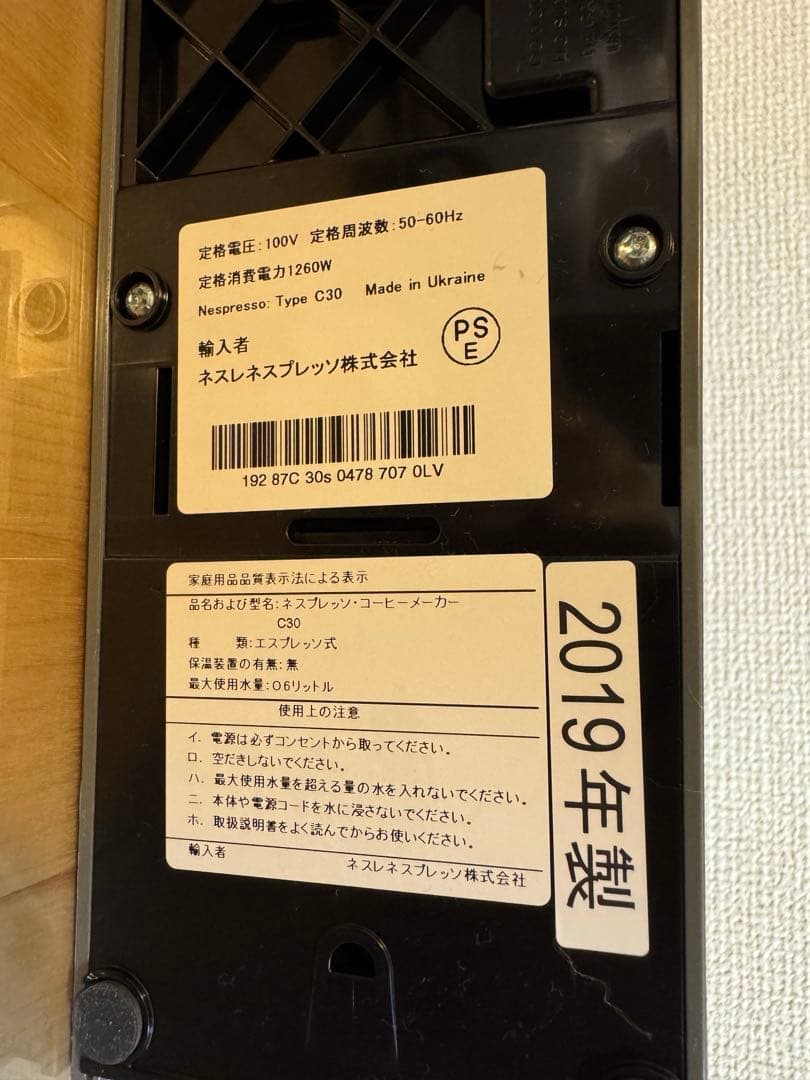 定格電圧:100V 定格周波数:50-60Hz
定格消費電力1260W
Nespresso: Type C30 Made in Ukraine
輸入者
ネスレネスプレッソ株式会社
PS
E
192 87C 30s 0478 707 0LV
家庭用品品質表示法による表示
品名および型名:ネスプレッソ・コーヒーメーカー
C30
種 類:エスプレッソ式
保温装置の有無:無
最大使用水量:0.6リットル
使用上の注意
イ. 電源は必ずコンセントから取ってください。
ロ. 空だきしないでください。
ハ. 最大使用水量を超える量の水を入れないでください。
ニ. 本体や電源コードを水に浸さないでください。
ホ. 取扱説明書をよく読んでからお使いください。
輸入者 ネスレネスプレッソ株式会社
2019年製